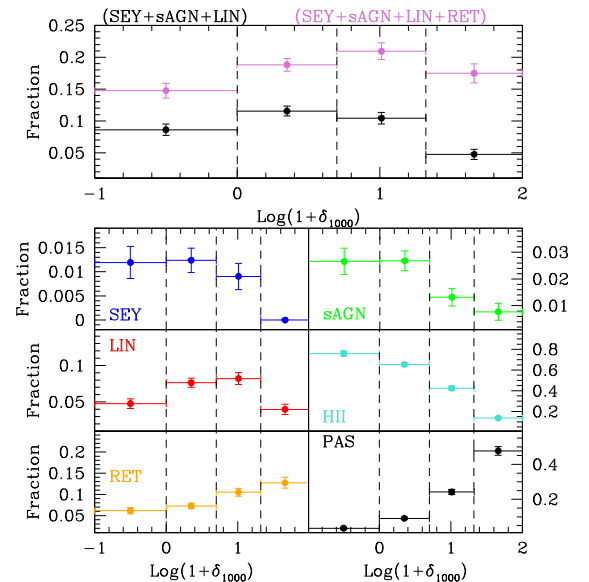 (SEY+sAGN+LIN) (SEY+sAGN+LIN+RET)
0.25
0.2
0.15
0.1
0.05
Fraction
-1 0 1 2
Log(1+δ1000)
0.015
0.01
0.005
0
Fraction
SEY
sAGN
0.03
0.02
0.01
0.1
0.05
Fraction
LIN
HII
0.8
0.6
0.4
0.2
0.2
0.15
0.1
0.05
Fraction
RET
PAS
0.4
0.2
-1 0 1 0 1 2
Log(1+δ1000) Log(1+δ1000)